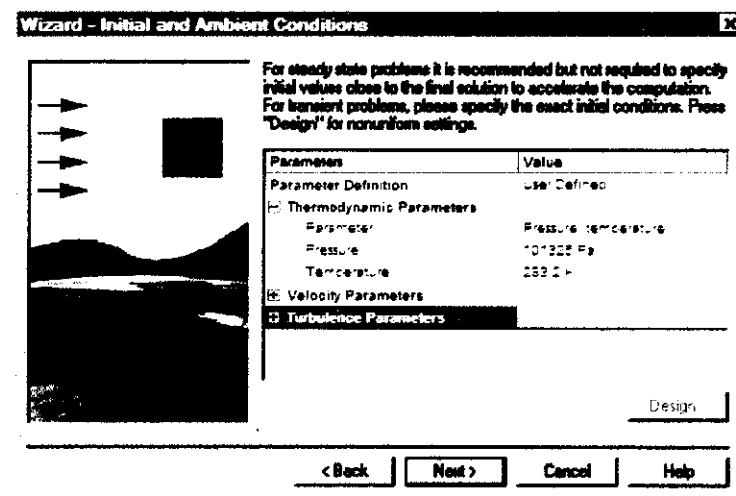 Wizard - Initial and Ambient Conditions
For steady state problems it is recommended but not required to specify
initial values close to the final solution to accelerate the computation.
For transient problems, please specify the exact initial conditions. Press
"Design" for nonuniform settings.
Parameters Value
Parameter Definition User Defined
Thermodynamic Parameters
Parameter Pressure, temperature
Pressure 101325 Pa
Temperature 293.2 K
Velocity Parameters
Turbulence Parameters
Design
< Back Next > Cancel Help